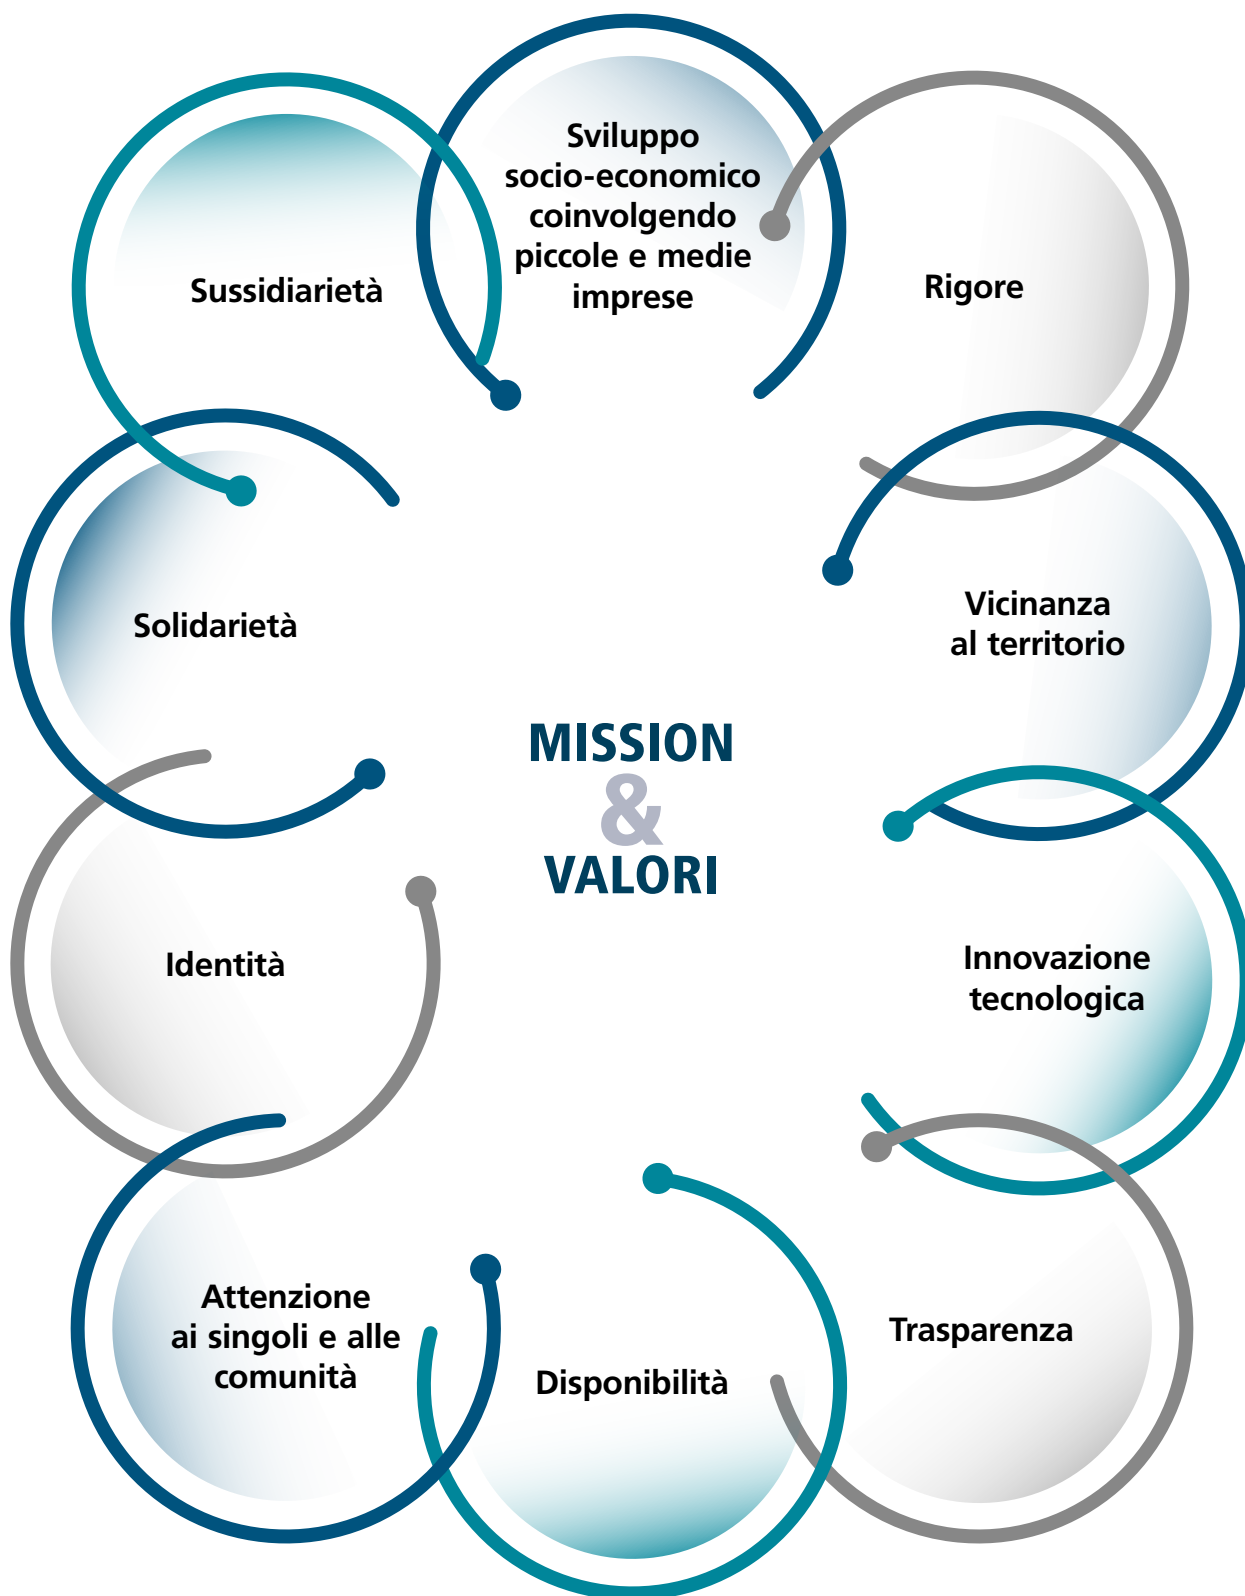 Sviluppo
socio-economico
coinvolgendo
piccole e medie
imprese
Rigore
Vicinanza
al territorio
Innovazione
tecnologica
Trasparenza
Disponibilità
Attenzione
ai singoli e alle
comunità
Identità
Solidarietà
Sussidiarietà
MISSION
&
VALORI